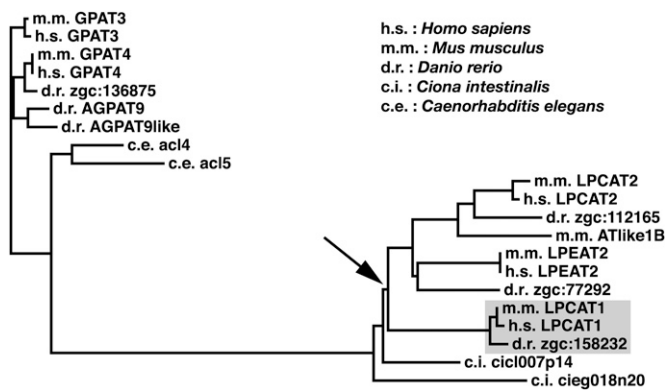 m.m. GPAT3
h.s. GPAT3
m.m. GPAT4
h.s. GPAT4
d.r. zgc:136875
d.r. AGPAT9
d.r. AGPAT9like
c.e. acl4
c.e. acl5
h.s. : Homo sapiens
m.m. : Mus musculus
d.r. : Danio rerio
c.i. : Ciona intestinalis
c.e. : Caenorhabditis elegans
m.m. LPCAT2
h.s. LPCAT2
d.r. zgc:112165
m.m. ATlike1B
m.m. LPEAT2
h.s. LPEAT2
d.r. zgc:77292
m.m. LPCAT1
h.s. LPCAT1
d.r. zgc:158232
c.i. cicl007p14
c.i. cieg018n20